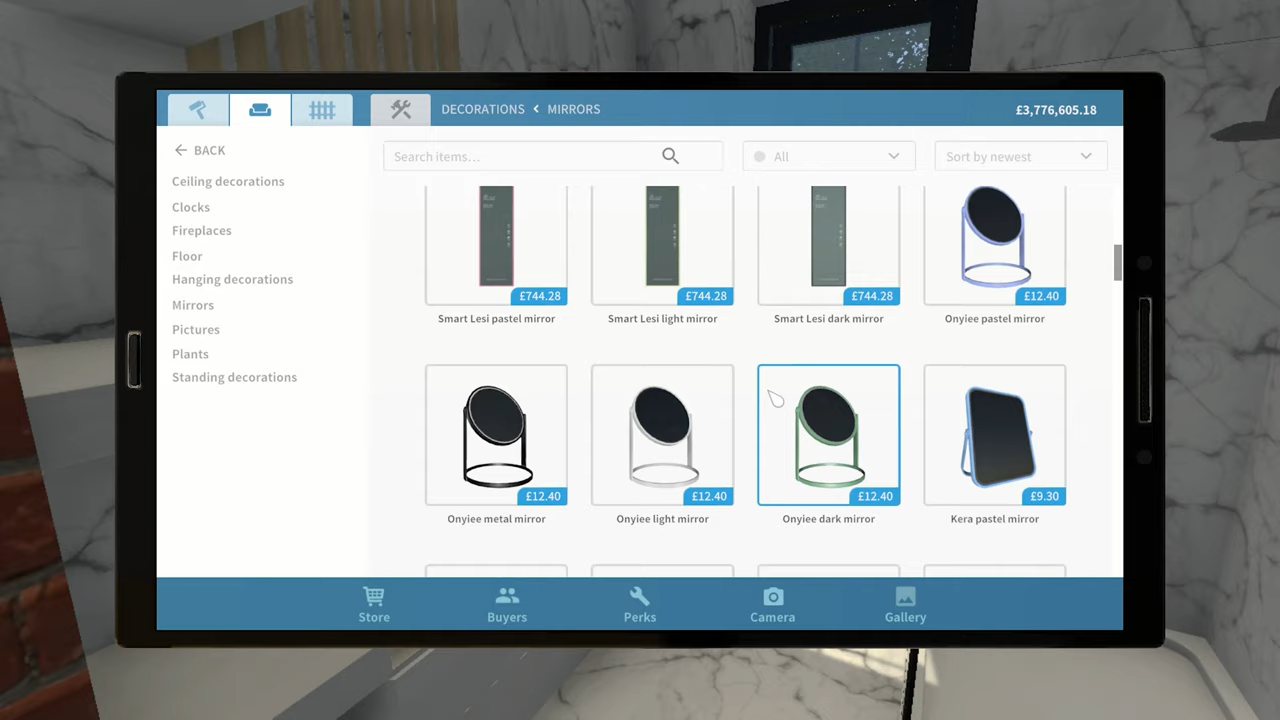 DECORATIONS < MIRRORS
£3,776,605.18
BACK
Search items...
All
Sort by newest
Ceiling decorations
Clocks
Fireplaces
Floor
Hanging decorations
Mirrors
Pictures
Plants
Standing decorations
£744.28
£744.28
£744.28
£12.40
Smart Lesi pastel mirror
Smart Lesi light mirror
Smart Lesi dark mirror
Onyiee pastel mirror
£12.40
£12.40
£12.40
£9.30
Onyiee metal mirror
Onyiee light mirror
Onyiee dark mirror
Kera pastel mirror
Store
Buyers
Perks
Camera
Gallery